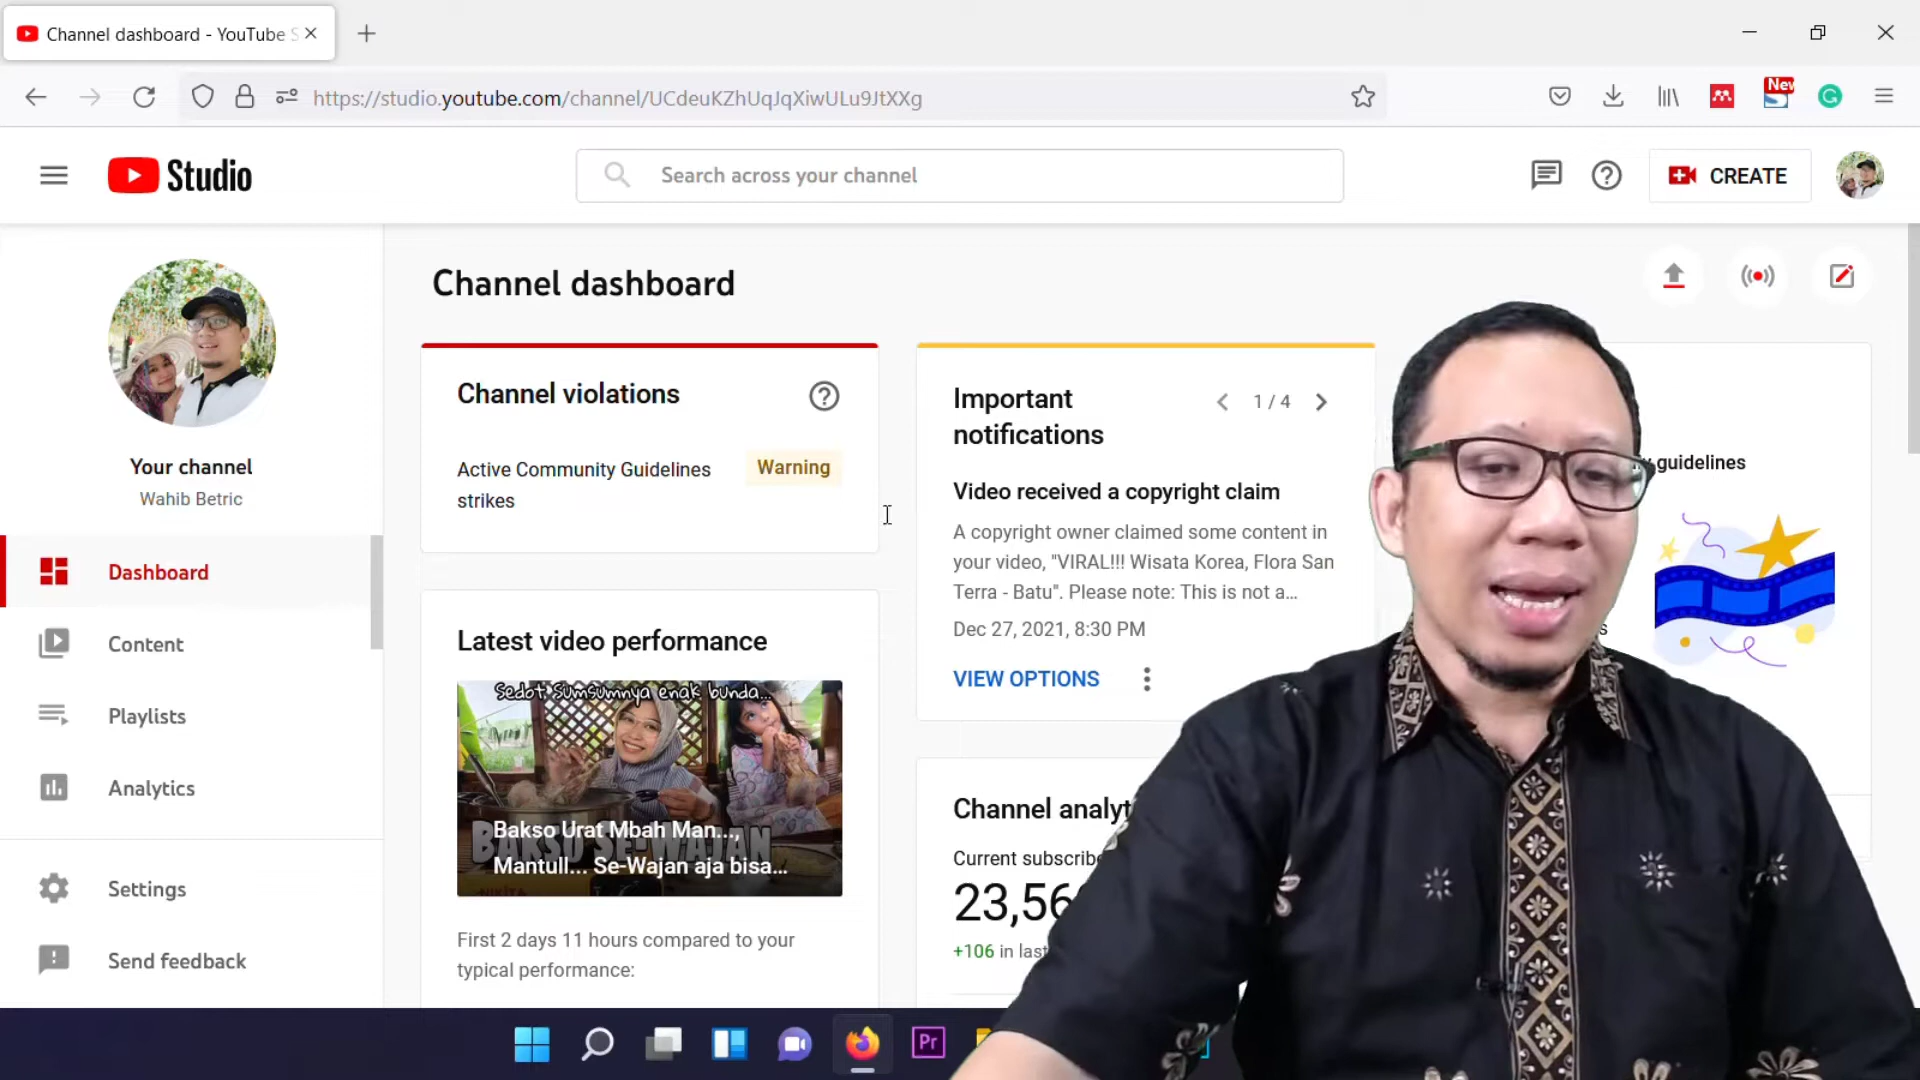 Channel dashboard - YouTube S
https://studio.youtube.com/channel/UCdeuKZhUqJqXiwULu9JtXXg
New
Studio
Search across your channel
CREATE
Your channel
Wahib Betric
Dashboard
Content
Playlists
Analytics
Settings
Send feedback
Channel dashboard
Channel violations
Active Community Guidelines
strikes
Warning
Latest video performance
Sedot Sumsumnya enak bunda...
BAKSO SE-WAJAN
Bakso Urat Mbah Man...,
Mantull... Se-Wajan aja bisa...
First 2 days 11 hours compared to your
typical performance:
Important
notifications
1 / 4
Video received a copyright claim
A copyright owner claimed some content in
your video, "VIRAL!!! Wisata Korea, Flora San
Terra - Batu". Please note: This is not a...
Dec 27, 2021, 8:30 PM
VIEW OPTIONS
Channel analyt
Current subscribe
23,56
+106 in last
guidelines
Pr